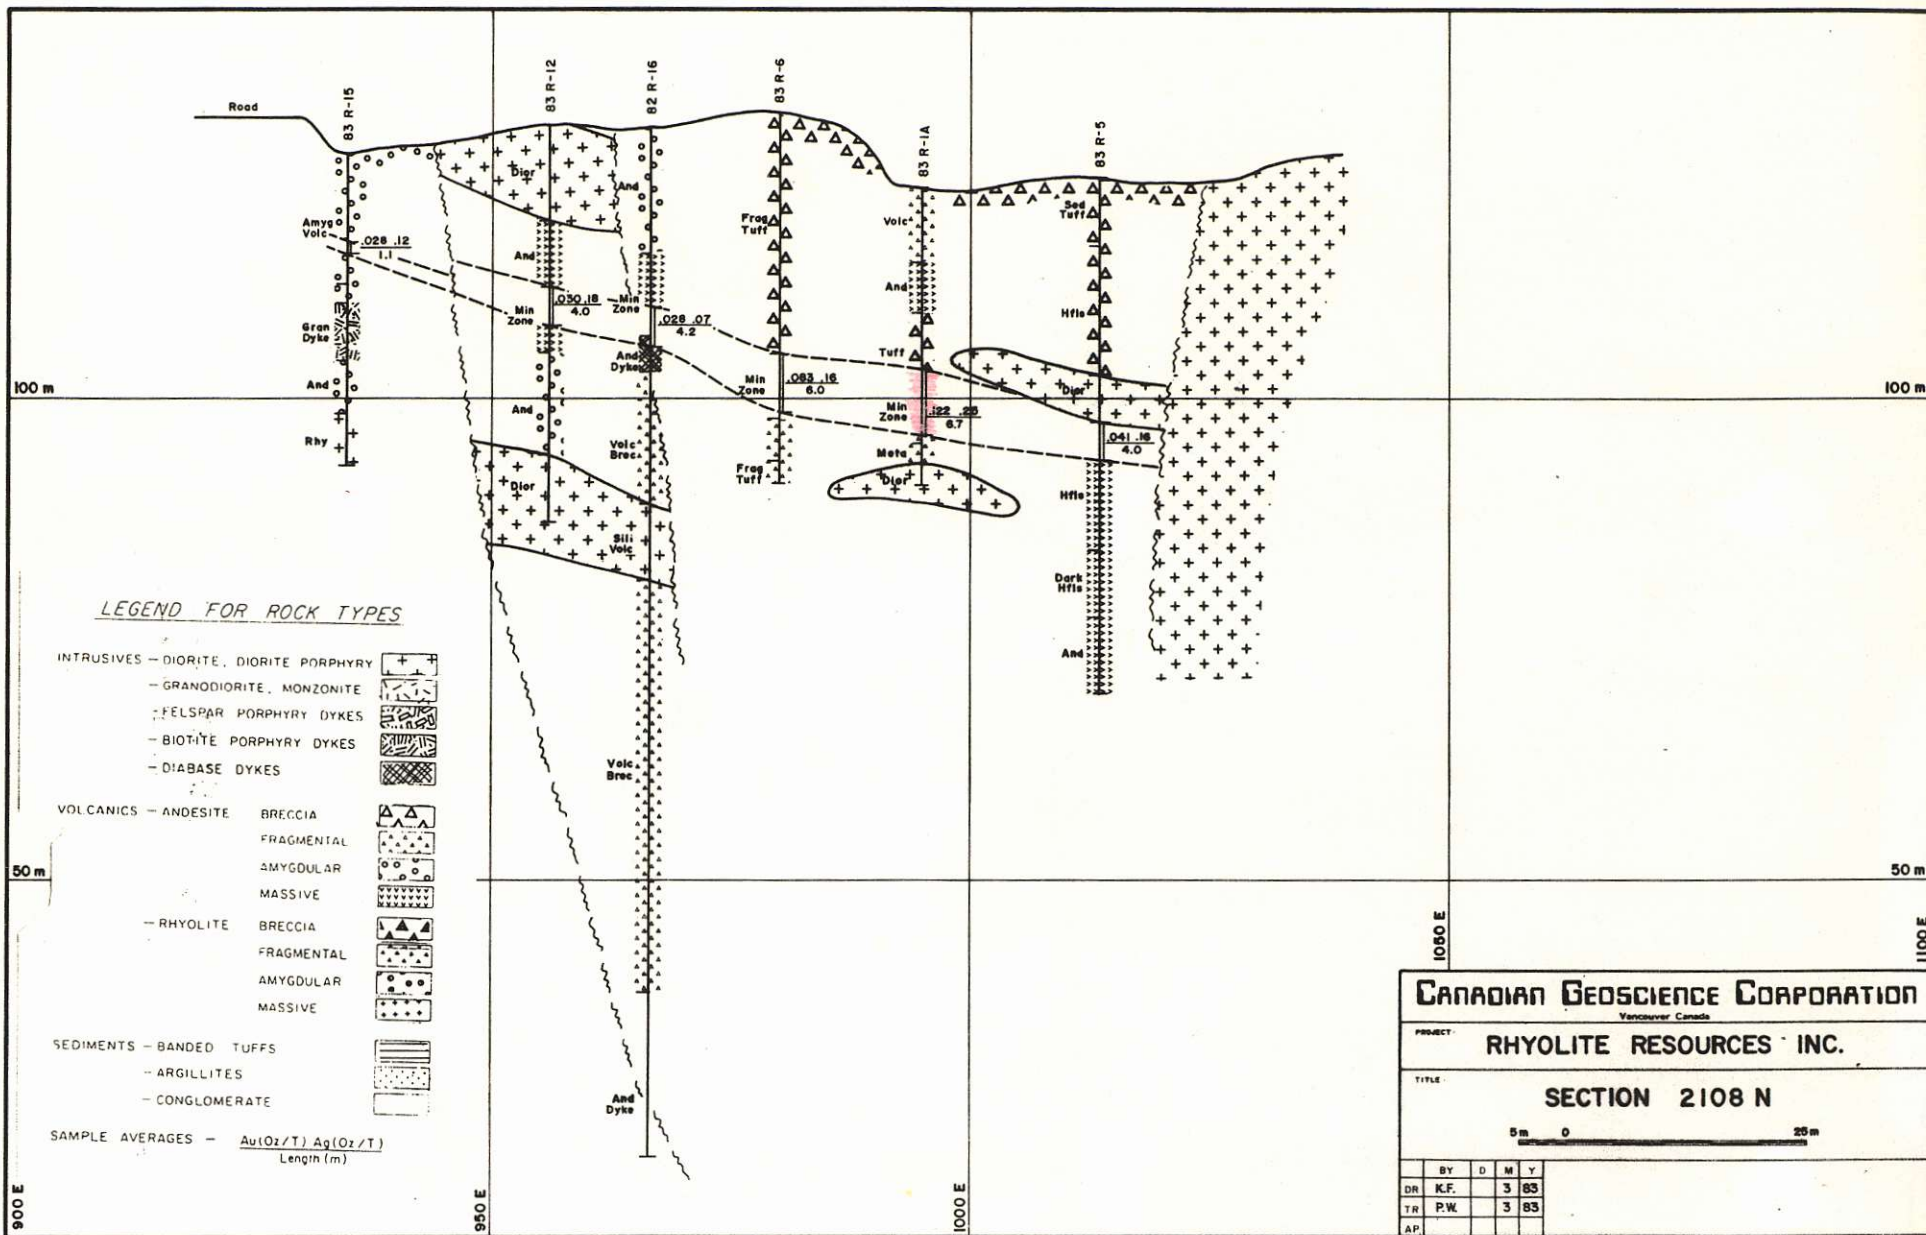 Road
83 R-15
83 R-12
82 R-16
83 R-6
83 R-1A
83 R-5
Amyg
Volc
.028 .12
1.1
Gran
Dyke
And
Rhy
Dior
And
Min
Zone
.030 .18
4.0
And
Dior
And
Min
Zone
.028 .07
4.2
And
Dyke
Volc
Brec
Sili
Volc
Volc
Brec
And
Dyke
Frag
Tuff
Min
Zone
.083 .16
6.0
Frag
Tuff
Volc
And
Tuff
Min
Zone
.122 .25
6.7
Meta
Dior
Sed
Tuff
Hfls
Dior
.041 .16
4.0
Hfls
Dark
Hfls
And
100 m
100 m
50 m
50 m
900 E
950 E
1000 E
1050 E
1100 E
LEGEND FOR ROCK TYPES
INTRUSIVES - DIORITE, DIORITE PORPHYRY
- GRANODIORITE, MONZONITE
- FELSPAR PORPHYRY DYKES
- BIOTITE PORPHYRY DYKES
- DIABASE DYKES
VOLCANICS - ANDESITE BRECCIA
FRAGMENTAL
AMYGDULAR
MASSIVE
- RHYOLITE BRECCIA
FRAGMENTAL
AMYGDULAR
MASSIVE
SEDIMENTS - BANDED TUFFS
- ARGILLITES
- CONGLOMERATE
SAMPLE AVERAGES - Au(Oz/T) Ag(Oz/T)
Length (m)
CANADIAN GEOSCIENCE CORPORATION
Vancouver Canada
PROJECT
RHYOLITE RESOURCES INC.
TITLE
SECTION 2108 N
5m 0 25m
BY D M Y
DR K.F. 3 83
TR P.W. 3 83
AP